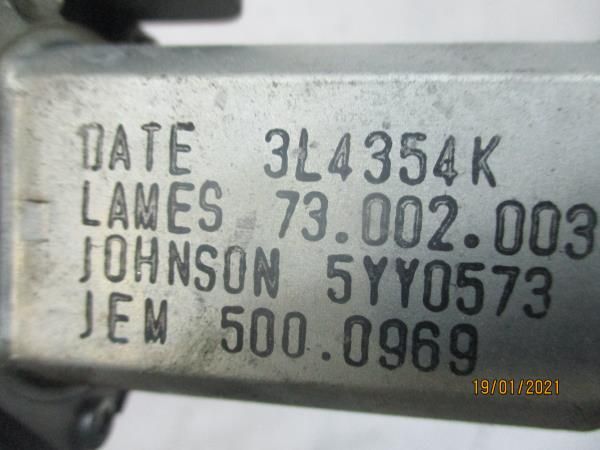 DATE 3L4354K
LAMES 73.002.003
JOHNSON 5YY0573
JEM 500.0969
19/01/2021